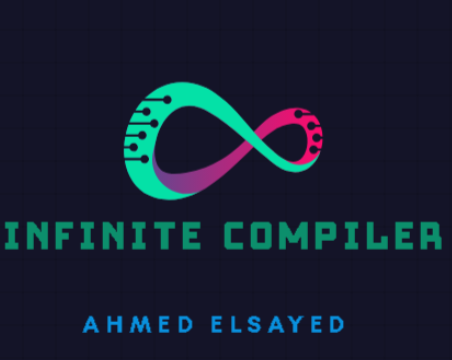 INFINITE COMPILER
AHMED ELSAYED